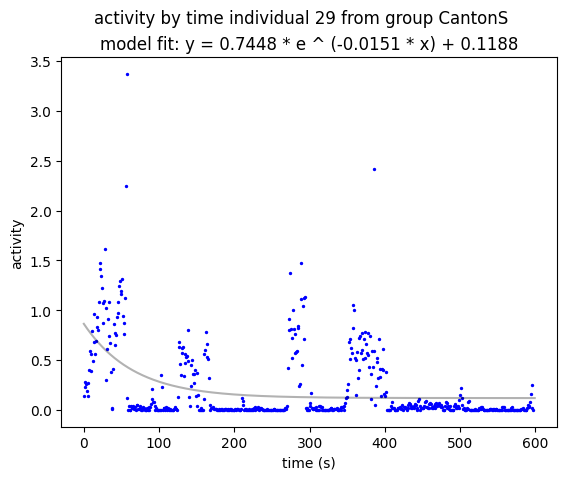 activity by time individual 29 from group CantonS
model fit: y = 0.7448 * e ^ (-0.0151 * x) + 0.1188
3.5
3.0
2.5
2.0
1.5
1.0
0.5
0.0
activity
0 100 200 300 400 500 600
time (s)